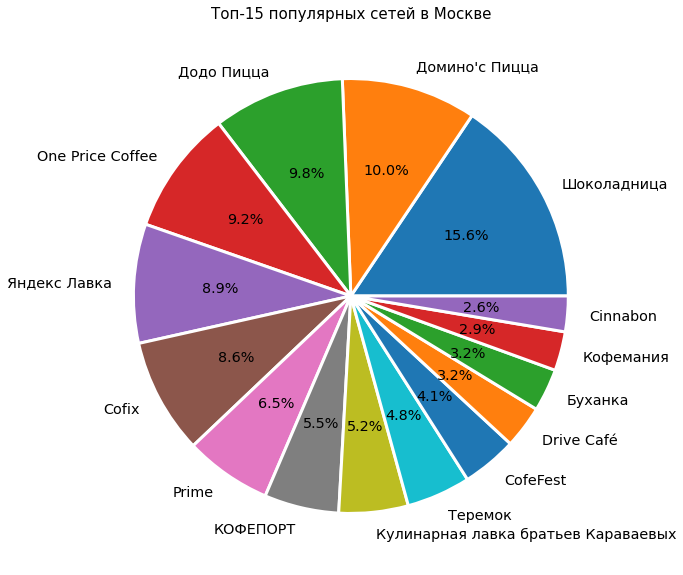 Топ-15 популярных сетей в Москве
Шоколадница
15.6%
Домино'с Пицца
10.0%
Додо Пицца
9.8%
One Price Coffee
9.2%
Яндекс Лавка
8.9%
Cofix
8.6%
Prime
6.5%
КОФЕПОРТ
5.5%
Кулинарная лавка братьев Караваевых
5.2%
Теремок
4.8%
CofeFest
4.1%
Drive Café
3.2%
Буханка
3.2%
Кофемания
2.9%
Cinnabon
2.6%